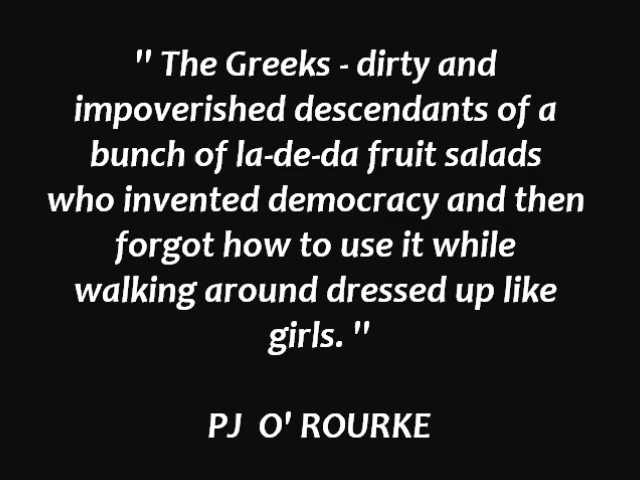 " The Greeks - dirty and
impoverished descendants of a
bunch of la-de-da fruit salads
who invented democracy and then
forgot how to use it while
walking around dressed up like
girls. "
PJ O' ROURKE